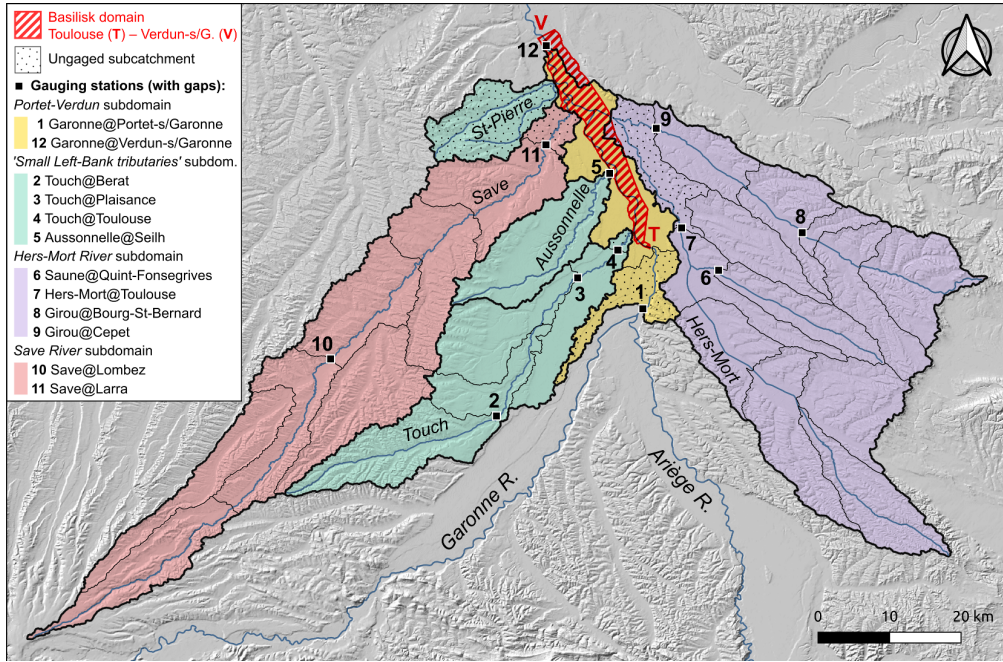 Basilisk domain
Toulouse (T) – Verdun-s/G. (V)
Ungaged subcatchment
Gauging stations (with gaps):
Portet-Verdun subdomain
1 Garonne@Portet-s/Garonne
12 Garonne@Verdun-s/Garonne
'Small Left-Bank tributaries' subdom.
2 Touch@Berat
3 Touch@Plaisance
4 Touch@Toulouse
5 Aussonnelle@Seilh
Hers-Mort River subdomain
6 Saune@Quint-Fonsegrives
7 Hers-Mort@Toulouse
8 Girou@Bourg-St-Bernard
9 Girou@Cepet
Save River subdomain
10 Save@Lombez
11 Save@Larra
V
12
St-Pierre
9
11
Save
5
Aussonnelle
8
7
T
4
6
3
1
Hers-Mort
10
2
Touch
Garonne R.
Ariège R.
0 10 20 km